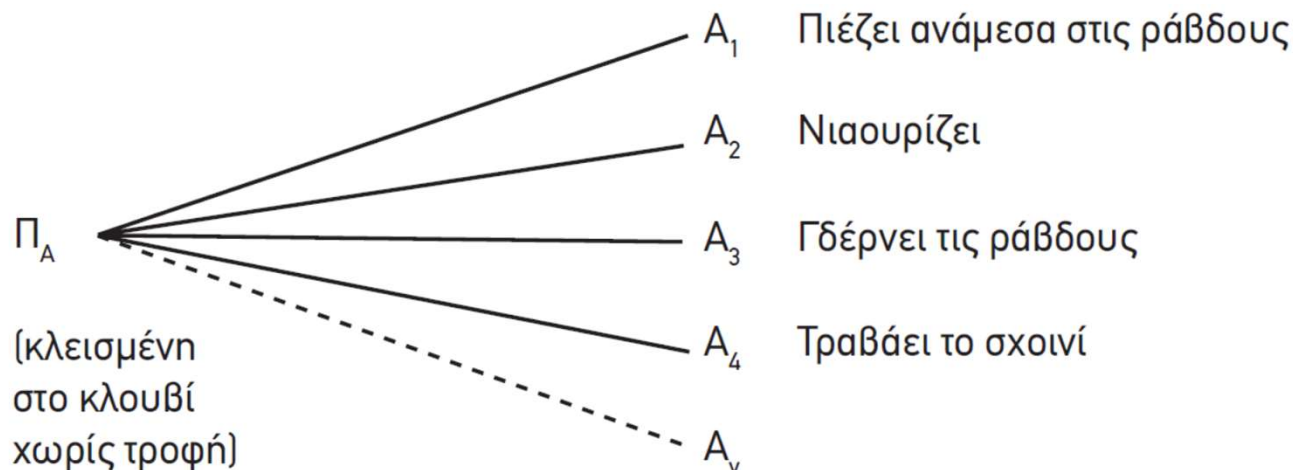 A₁ Πιέζει ανάμεσα στις ράβδους
A₂ Νιαουρίζει
Π_A
A₃ Γδέρνει τις ράβδους
(κλεισμένη
στο κλουβί
χωρίς τροφή)
A₄ Τραβάει το σχοινί
A_ν